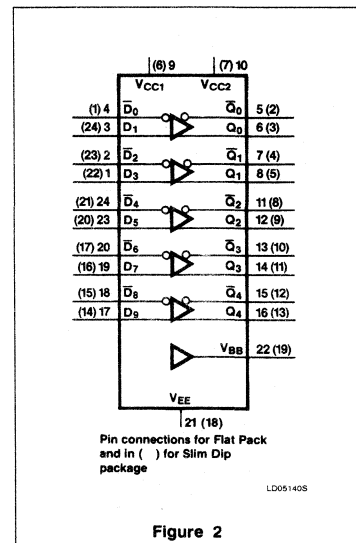 (6) 9 (7) 10
VCC1 VCC2
(1) 4 D̅0 Q̅0 5 (2)
(24) 3 D1 Q0 6 (3)
(23) 2 D̅2 Q̅1 7 (4)
(22) 1 D3 Q1 8 (5)
(21) 24 D̅4 Q̅2 11 (8)
(20) 23 D5 Q2 12 (9)
(17) 20 D̅6 Q̅3 13 (10)
(16) 19 D7 Q3 14 (11)
(15) 18 D̅8 Q̅4 15 (12)
(14) 17 D9 Q4 16 (13)
VBB 22 (19)
VEE
21 (18)
Pin connections for Flat Pack
and in ( ) for Slim Dip
package
LD05140S
Figure 2